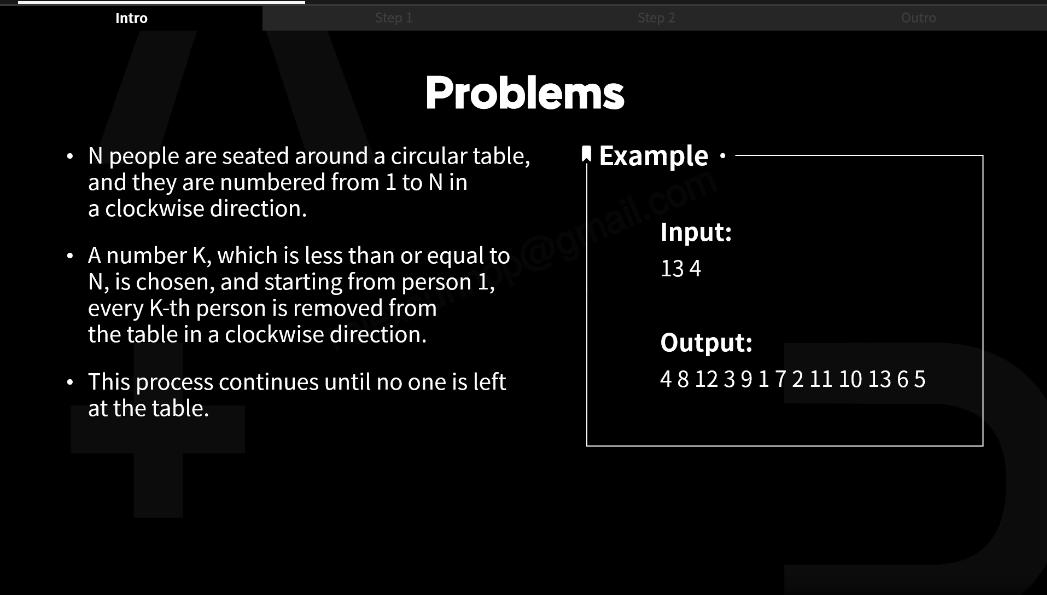 Intro
Step 1
Step 2
Outro
Problems
• N people are seated around a circular table,
and they are numbered from 1 to N in
a clockwise direction.
• A number K, which is less than or equal to
N, is chosen, and starting from person 1,
every K-th person is removed from
the table in a clockwise direction.
• This process continues until no one is left
at the table.
Example •
Input:
13 4
Output:
4 8 12 3 9 1 7 2 11 10 13 6 5